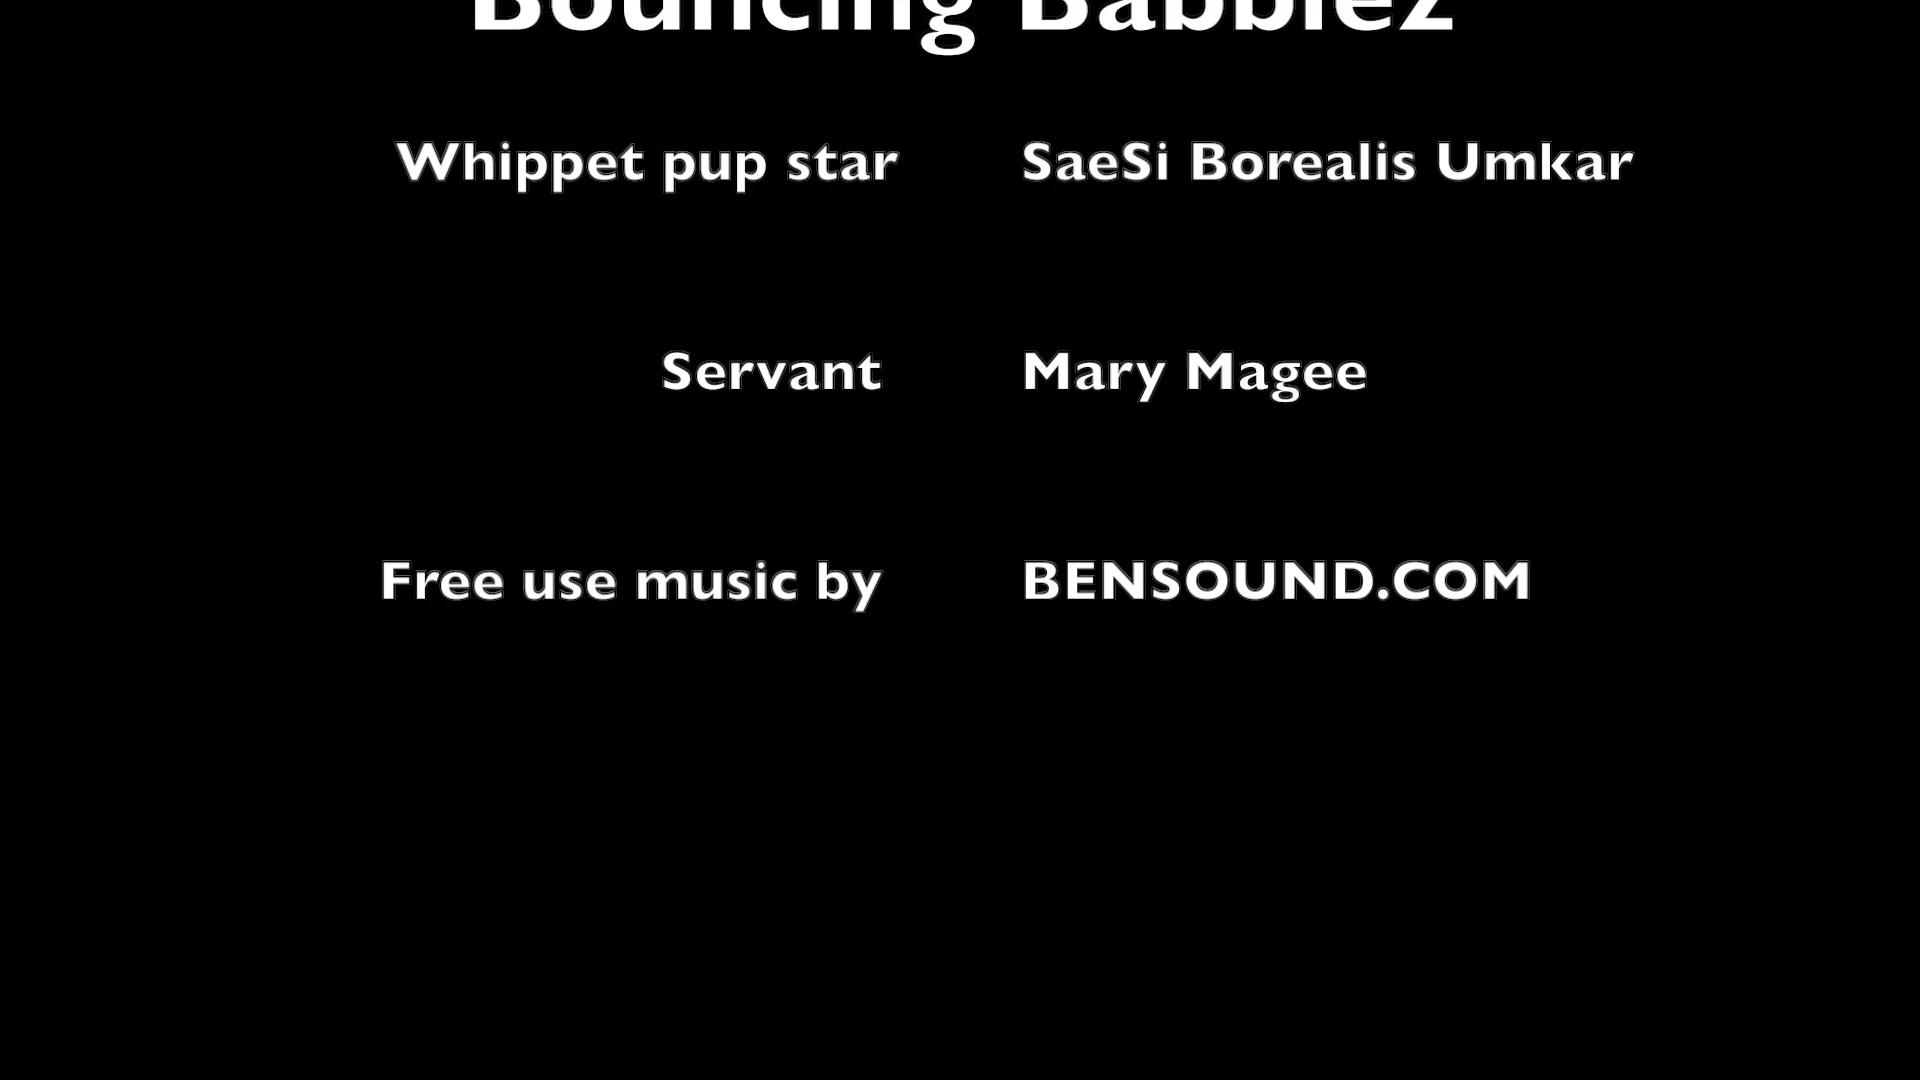 Bouncing Babblez
Whippet pup star SaeSi Borealis Umkar
Servant Mary Magee
Free use music by BENSOUND.COM